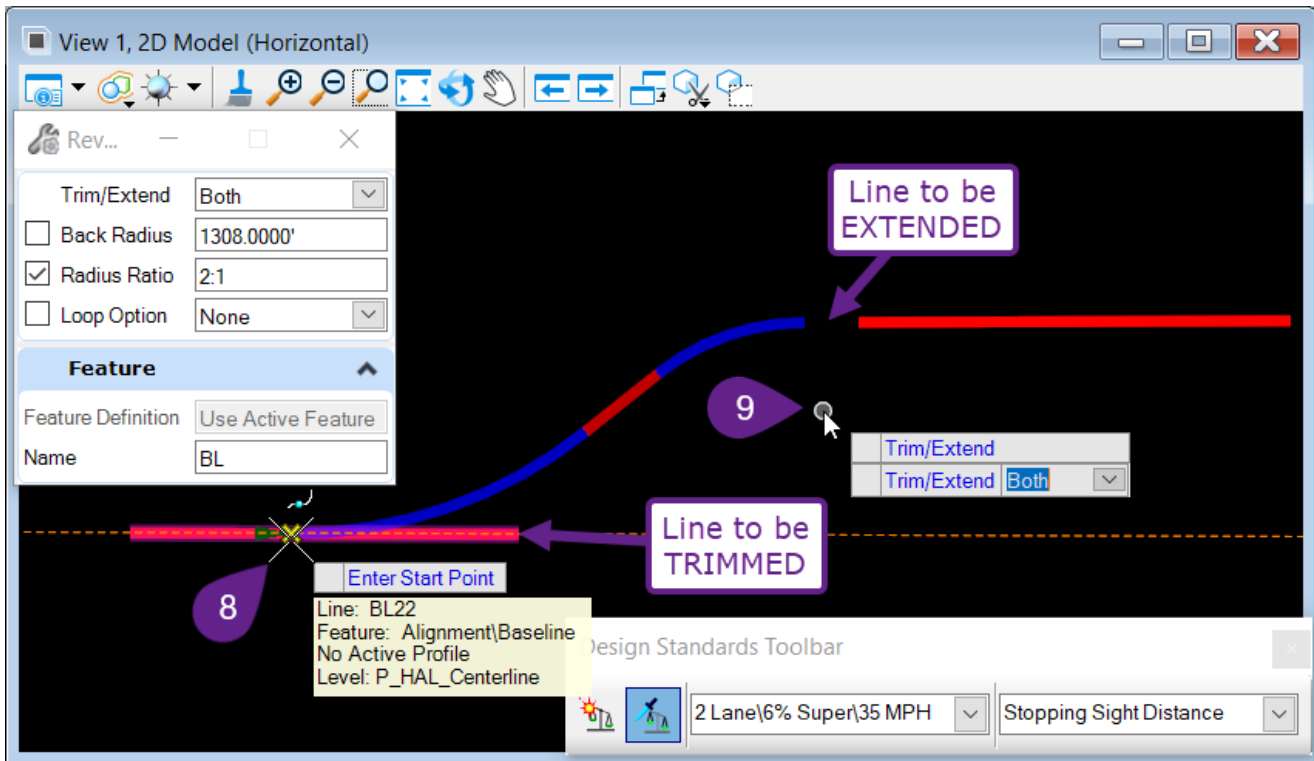 View 1, 2D Model (Horizontal)
Rev...
Trim/Extend Both
Back Radius 1308.0000'
Radius Ratio 2:1
Loop Option None
Feature
Feature Definition Use Active Feature
Name BL
Line to be
EXTENDED
9
Trim/Extend
Trim/Extend Both
Line to be
TRIMMED
8
Enter Start Point
Line: BL22
Feature: Alignment\Baseline
No Active Profile
Level: P_HAL_Centerline
Design Standards Toolbar
2 Lane\6% Super\35 MPH
Stopping Sight Distance